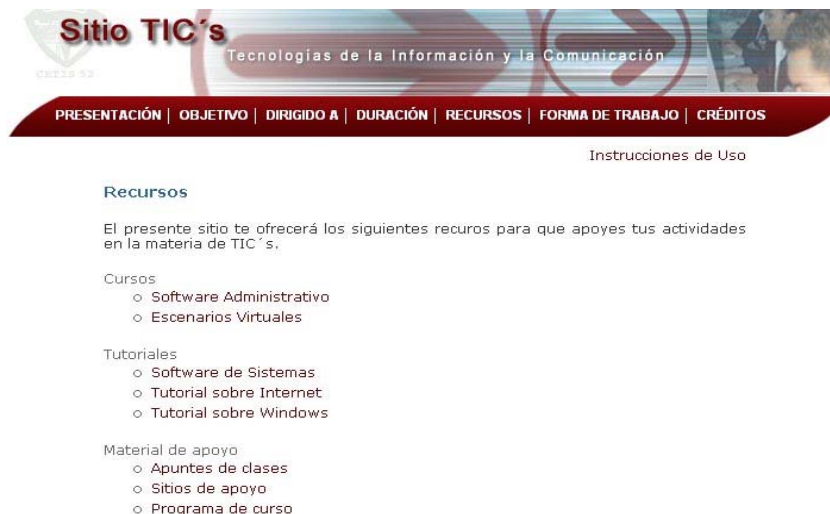 Sitio TIC´s
Tecnologías de la Información y la Comunicación
CETIS 52
PRESENTACIÓN | OBJETIVO | DIRIGIDO A | DURACIÓN | RECURSOS | FORMA DE TRABAJO | CRÉDITOS
Instrucciones de Uso
Recursos
El presente sitio te ofrecerá los siguientes recuros para que apoyes tus actividades
en la materia de TIC´s.
Cursos
Software Administrativo
Escenarios Virtuales
Tutoriales
Software de Sistemas
Tutorial sobre Internet
Tutorial sobre Windows
Material de apoyo
Apuntes de clases
Sitios de apoyo
Programa de curso